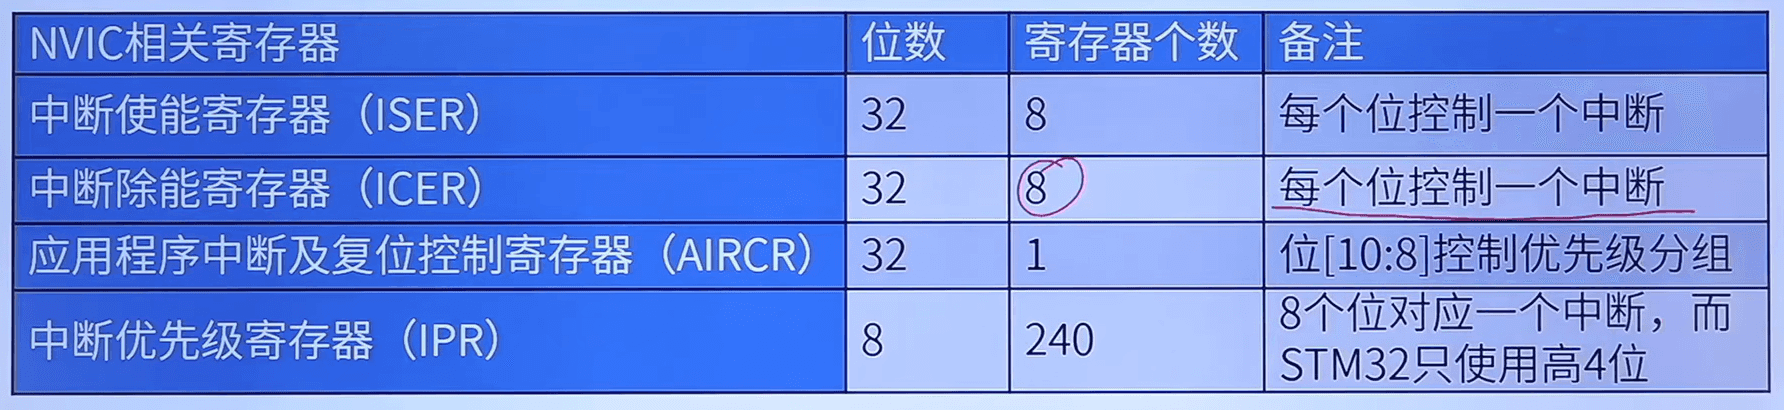 NVIC相关寄存器 位数 寄存器个数 备注
中断使能寄存器（ISER） 32 8 每个位控制一个中断
中断除能寄存器（ICER） 32 8 每个位控制一个中断
应用程序中断及复位控制寄存器（AIRCR） 32 1 位[10:8]控制优先级分组
中断优先级寄存器（IPR） 8 240 8个位对应一个中断，而
STM32只使用高4位